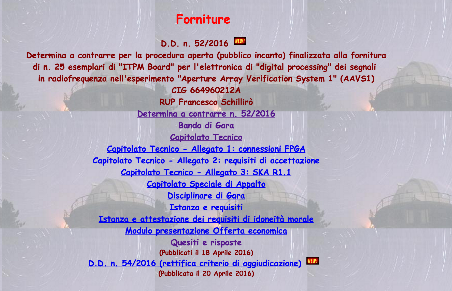 Forniture
D.D. n. 52/2016
Determina a contrarre per la procedura aperta (pubblico incanto) finalizzata alla fornitura
di n. 25 esemplari di "ITPM Board" per l'elettronica di "digital processing" dei segnali
in radiofrequenza nell'esperimento "Aperture Array Verification System 1" (AAVS1)
CIG 664960212A
RUP Francesco Schillirò
Determina a contrarre n. 52/2016
Bando di Gara
Capitolato Tecnico
Capitolato Tecnico - Allegato 1: connessioni FPGA
Capitolato Tecnico - Allegato 2: requisiti di accettazione
Capitolato Tecnico - Allegato 3: SKA R1.1
Capitolato Speciale di Appalto
Disciplinare di Gara
Istanza e requisiti
Istanza e attestazione dei requisiti di idoneità morale
Modulo presentazione Offerta economica
Quesiti e risposte
(Pubblicati il 18 Aprile 2016)
D.D. n. 54/2016 (rettifica criterio di aggiudicazione)
(Pubblicata il 20 Aprile 2016)